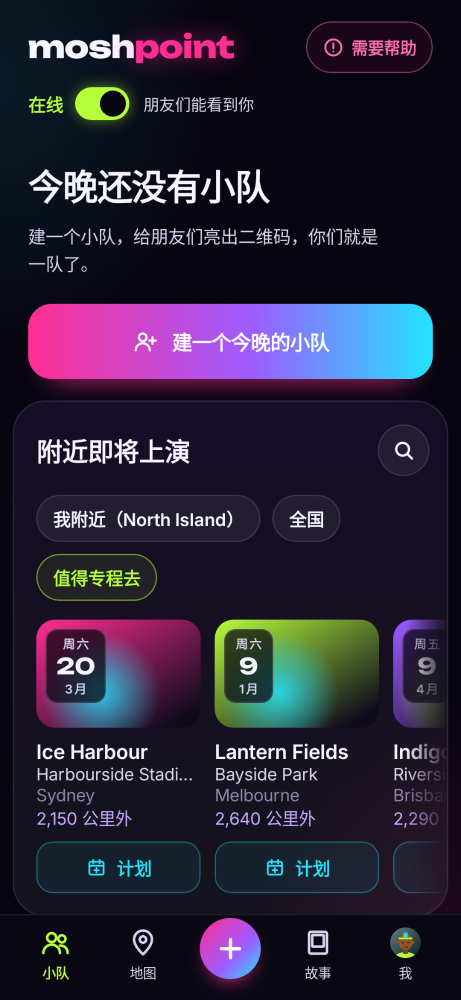 moshpoint
需要帮助
在线
朋友们能看到你
今晚还没有小队
建一个小队，给朋友们亮出二维码，你们就是
一队了。
建一个今晚的小队
附近即将上演
我附近（North Island）
全国
值得专程去
周六
20
3月
周六
9
1月
周五
9
4月
Ice Harbour
Lantern Fields
Harbourside Stadi...
Bayside Park
Sydney
Melbourne
2,150 公里外
2,640 公里外
2,290
计划
计划
小队
地图
故事
我